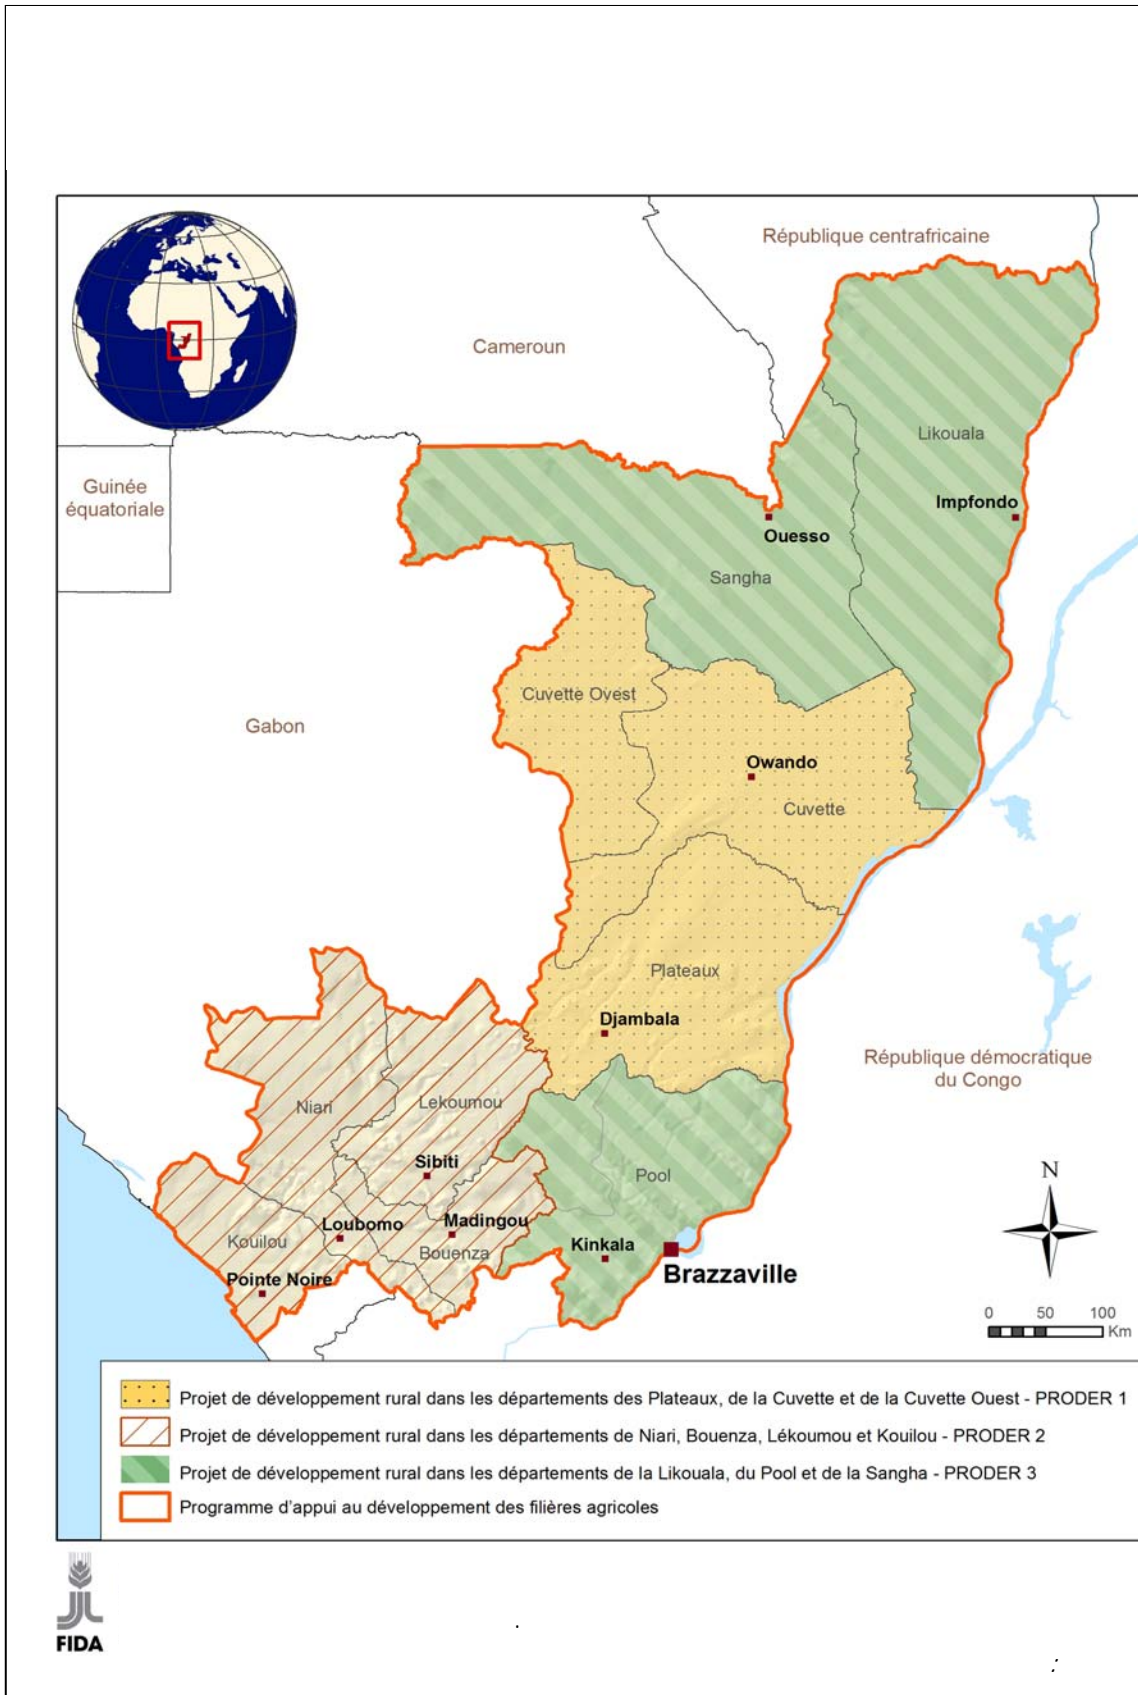 République centrafricaine
Cameroun
Likouala
Guinée
équatoriale
Impfondo
Ouesso
Sangha
Cuvette Ovest
Gabon
Owando
Cuvette
Plateaux
Djambala
République démocratique
du Congo
Niari
Lekoumou
Sibiti
Pool
N
Loubomo
Madingou
Kouilou
Bouenza
Kinkala
Pointe Noire
Brazzaville
0 50 100
Km
Projet de développement rural dans les départements des Plateaux, de la Cuvette et de la Cuvette Ouest - PRODER 1
Projet de développement rural dans les départements de Niari, Bouenza, Lékoumou et Kouilou - PRODER 2
Projet de développement rural dans les départements de la Likouala, du Pool et de la Sangha - PRODER 3
Programme d'appui au développement des filières agricoles
FIDA